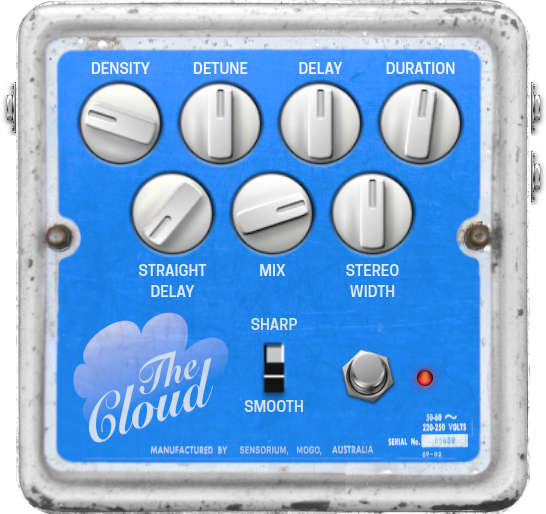 DENSITY DETUNE DELAY DURATION
STRAIGHT MIX STEREO
DELAY WIDTH
SHARP
The
Cloud
SMOOTH
50-60 ~
220-250 VOLTS
SERIAL No.
MANUFACTURED BY SENSORIUM, MOGO, AUSTRALIA
69-02